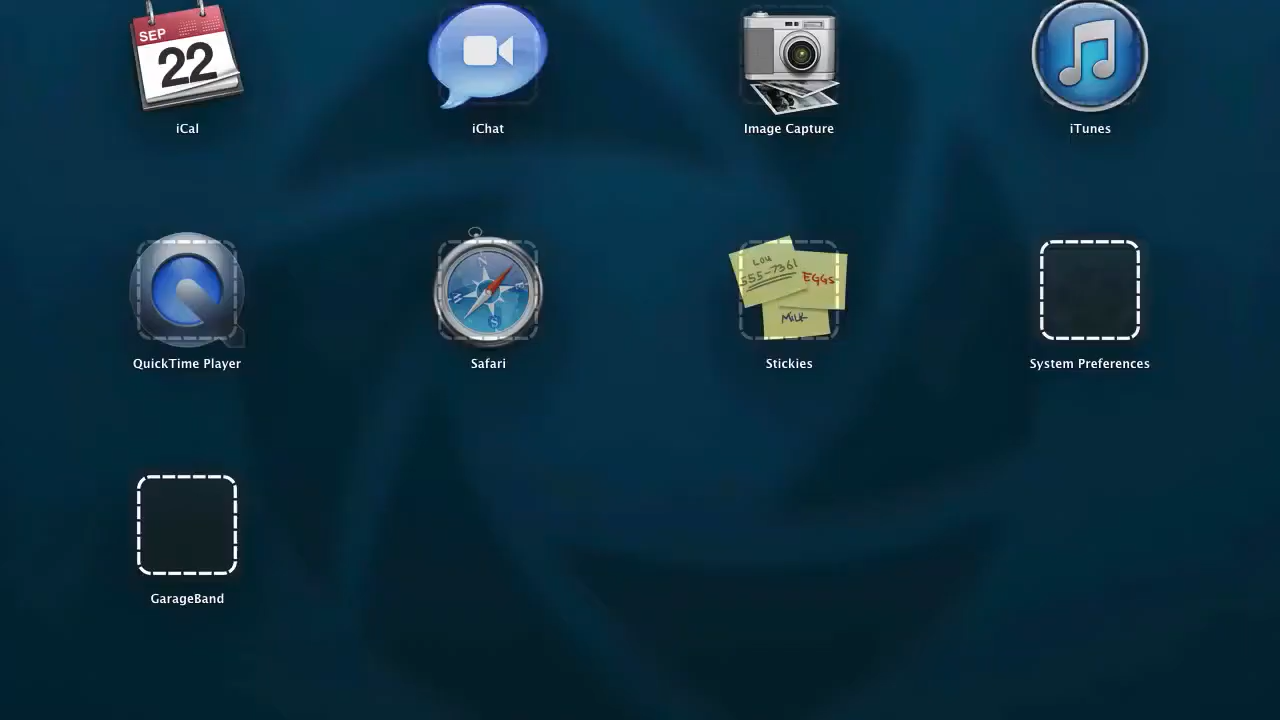 SEP
22
iCal
iChat
Image Capture
iTunes
LOU
555-7361
EGGS
MILK
N
W
S
QuickTime Player
Safari
Stickies
System Preferences
GarageBand